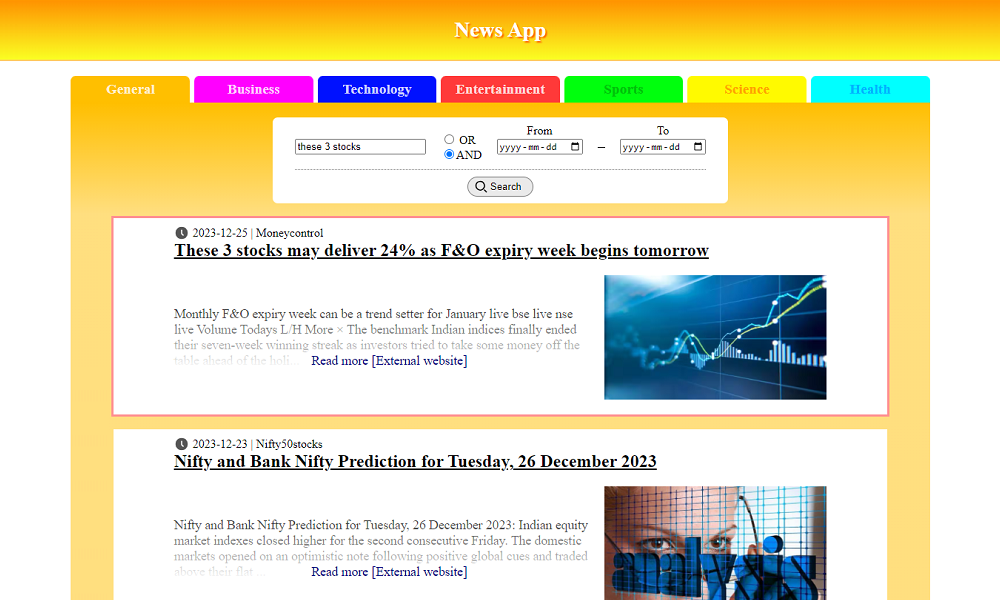 News App
General Business Technology Entertainment Sports Science Health
these 3 stocks
OR
AND
From
yyyy-mm-dd
–
To
yyyy-mm-dd
Search
2023-12-25 | Moneycontrol
These 3 stocks may deliver 24% as F&O expiry week begins tomorrow
Monthly F&O expiry week can be a trend setter for January live bse live nse
live Volume Todays L/H More × The benchmark Indian indices finally ended
their seven-week winning streak as investors tried to take some money off the
table ahead of the holi... Read more [External website]
2023-12-23 | Nifty50stocks
Nifty and Bank Nifty Prediction for Tuesday, 26 December 2023
Nifty and Bank Nifty Prediction for Tuesday, 26 December 2023: Indian equity
market indexes closed higher for the second consecutive Friday. The domestic
markets opened on an optimistic note following positive global cues and traded
above their flat ... Read more [External website]
analysis